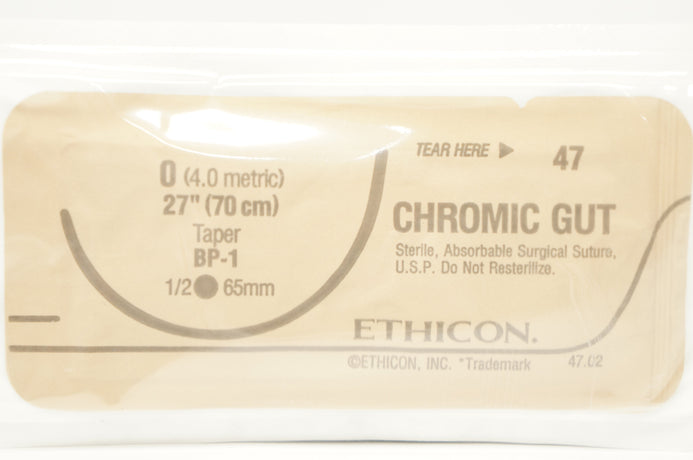 0 (4.0 metric)
27" (70 cm)
Taper
BP-1
1/2 65mm
TEAR HERE
47
CHROMIC GUT
Sterile, Absorbable Surgical Suture,
U.S.P. Do Not Resterilize.
ETHICON.
©ETHICON, INC. *Trademark 47.02